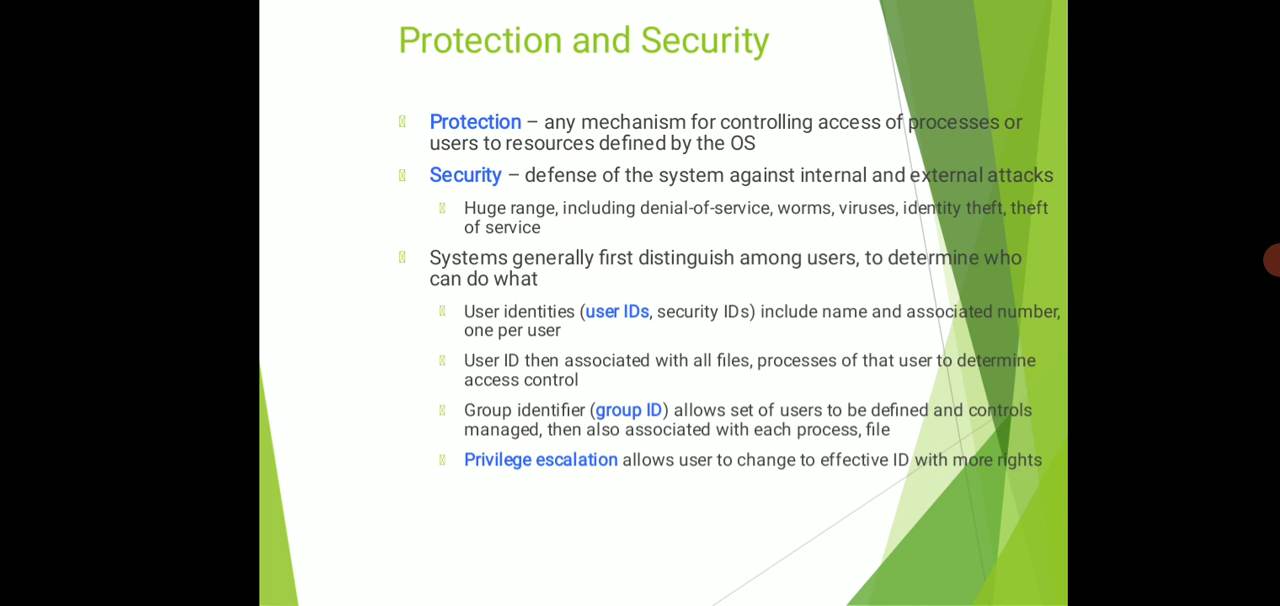 Protection and Security
Protection – any mechanism for controlling access of processes or
users to resources defined by the OS
Security – defense of the system against internal and external attacks
Huge range, including denial-of-service, worms, viruses, identity theft, theft
of service
Systems generally first distinguish among users, to determine who
can do what
User identities (user IDs, security IDs) include name and associated number,
one per user
User ID then associated with all files, processes of that user to determine
access control
Group identifier (group ID) allows set of users to be defined and controls
managed, then also associated with each process, file
Privilege escalation allows user to change to effective ID with more rights